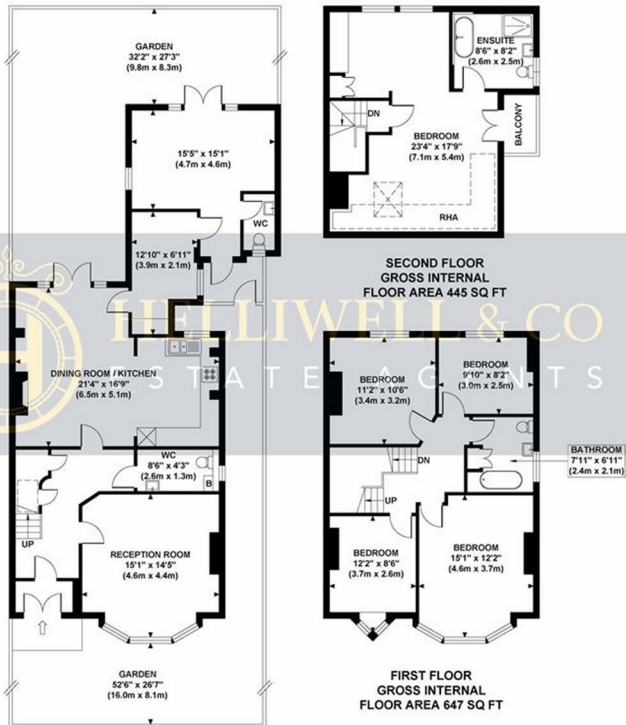 GARDEN
32'2" x 27'3"
(9.8m x 8.3m)
15'5" x 15'1"
(4.7m x 4.6m)
WC
12'10" x 6'11"
(3.9m x 2.1m)
DINING ROOM / KITCHEN
21'4" x 16'9"
(6.5m x 5.1m)
WC
8'6" x 4'3"
(2.6m x 1.3m)
B
UP
RECEPTION ROOM
15'1" x 14'5"
(4.6m x 4.4m)
GARDEN
52'6" x 26'7"
(16.0m x 8.1m)
ENSUITE
8'6" x 8'2"
(2.6m x 2.5m)
DN
BALCONY
BEDROOM
23'4" x 17'9"
(7.1m x 5.4m)
RHA
SECOND FLOOR
GROSS INTERNAL
FLOOR AREA 445 SQ FT
HELLIWELL & CO
ESTATE AGENTS
BEDROOM
11'2" x 10'6"
(3.4m x 3.2m)
BEDROOM
9'10" x 8'2"
(3.0m x 2.5m)
BATHROOM
7'11" x 6'11"
(2.4m x 2.1m)
DN
UP
BEDROOM
12'2" x 8'6"
(3.7m x 2.6m)
BEDROOM
15'1" x 12'2"
(4.6m x 3.7m)
FIRST FLOOR
GROSS INTERNAL
FLOOR AREA 647 SQ FT